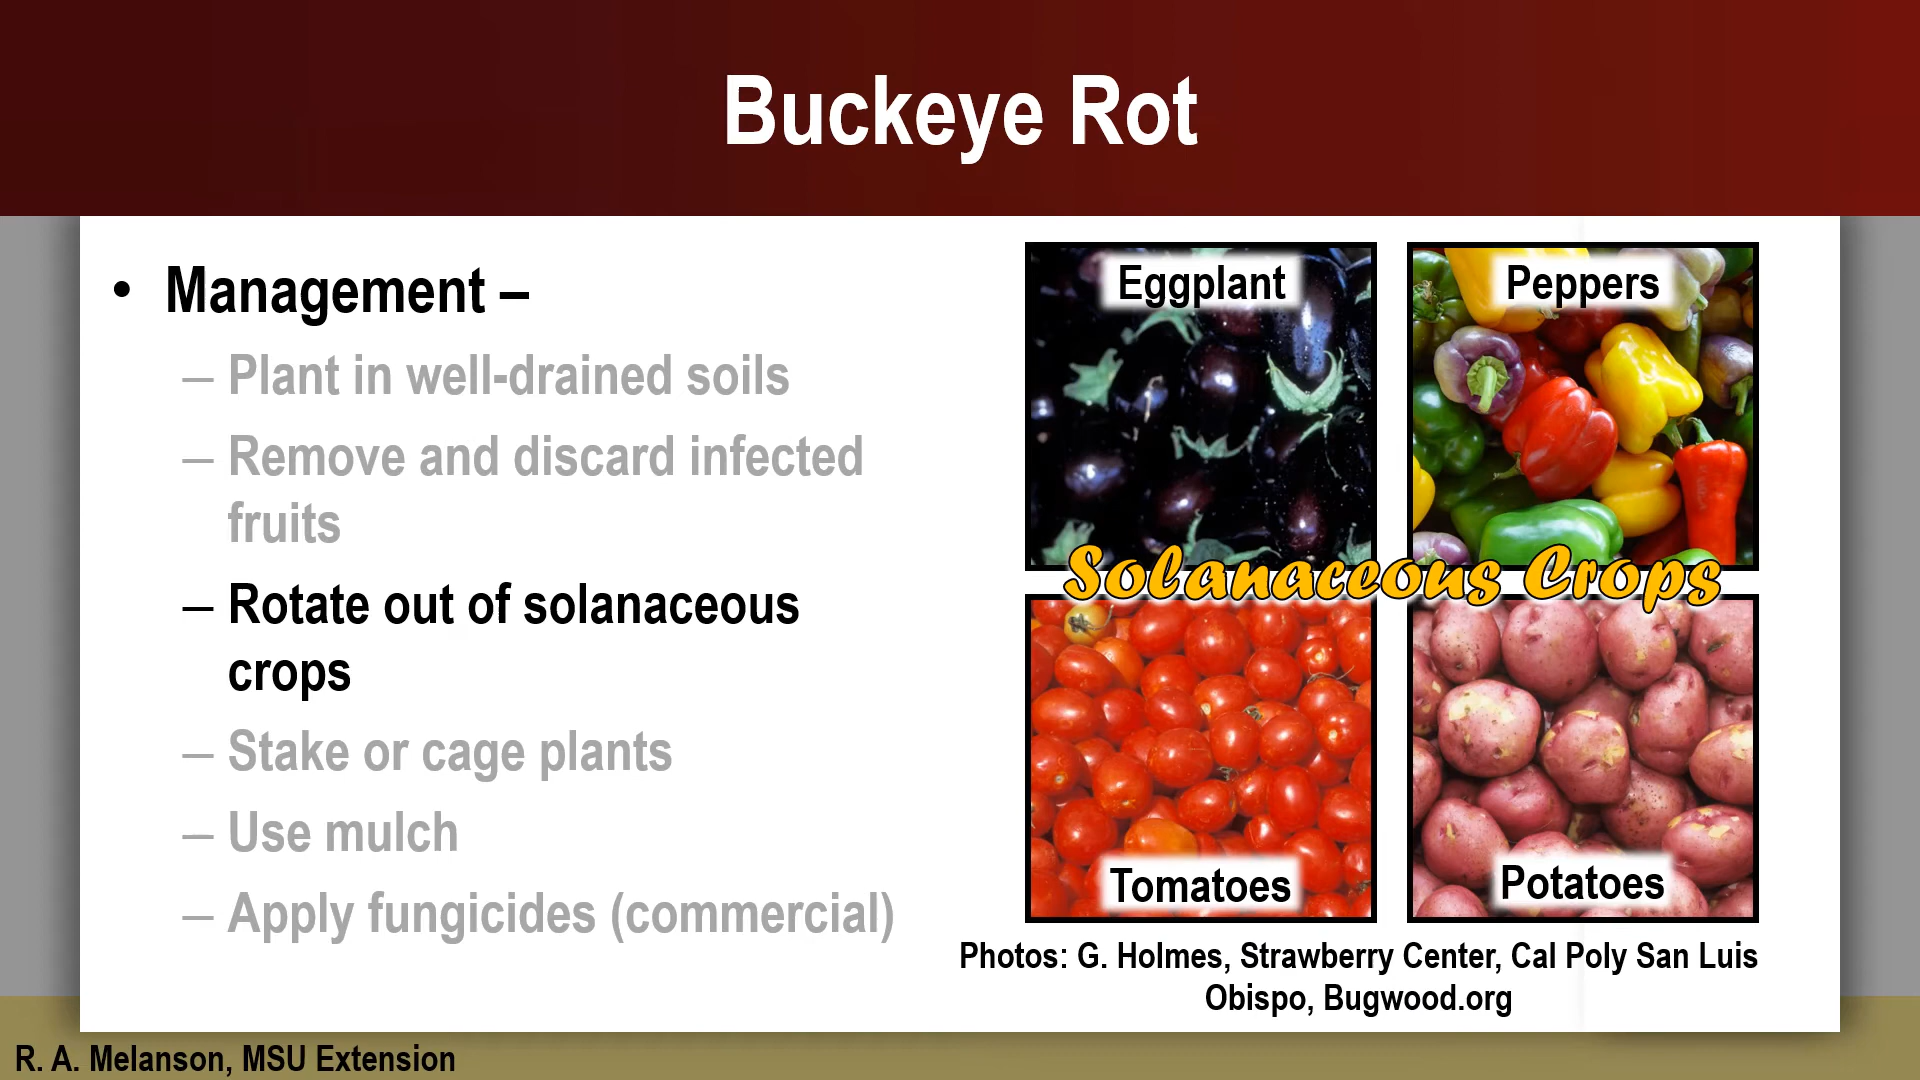 Buckeye Rot
• Management –
– Plant in well-drained soils
– Remove and discard infected
fruits
– Rotate out of solanaceous
crops
– Stake or cage plants
– Use mulch
– Apply fungicides (commercial)
Eggplant
Peppers
Solanaceous Crops
Tomatoes
Potatoes
Photos: G. Holmes, Strawberry Center, Cal Poly San Luis
Obispo, Bugwood.org
R. A. Melanson, MSU Extension